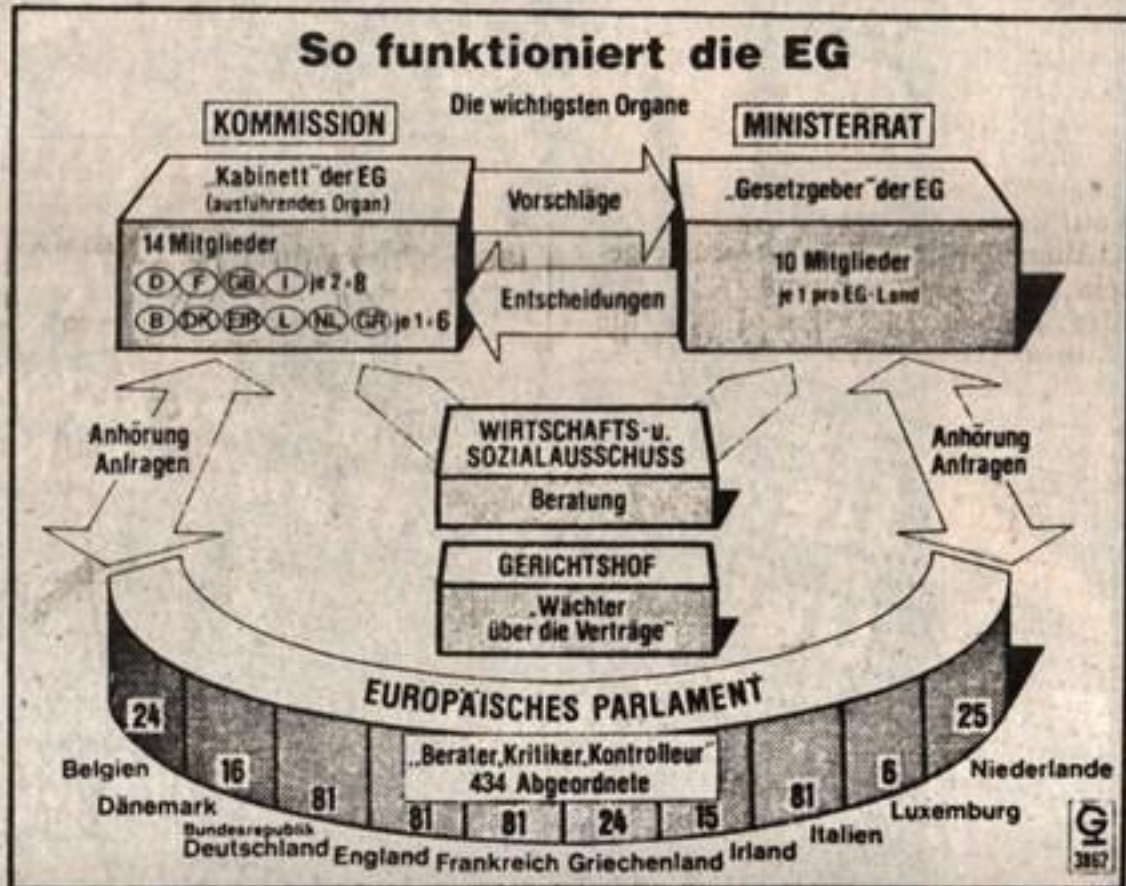 So funktioniert die EG
Die wichtigsten Organe
KOMMISSION
„Kabinett“ der EG
(ausführendes Organ)
14 Mitglieder
D F GB I je 2=8
B DK EIR L NL GR je 1=6
Vorschläge
Entscheidungen
MINISTERRAT
„Gesetzgeber“ der EG
10 Mitglieder
je 1 pro EG-Land
Anhörung
Anfragen
WIRTSCHAFTS-u.
SOZIALAUSSCHUSS
Beratung
Anhörung
Anfragen
GERICHTSHOF
„Wächter
über die Verträge“
EUROPÄISCHES PARLAMENT
„Berater,Kritiker,Kontrolleur“
434 Abgeordnete
24
16
81
81
81
24
15
81
6
25
Belgien
Dänemark
Bundesrepublik
Deutschland
England
Frankreich
Griechenland
Irland
Italien
Luxemburg
Niederlande
G
3862